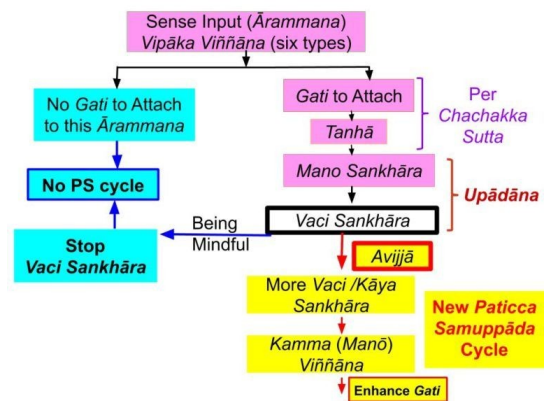 Sense Input (Ārammana)
Vipāka Viññāna (six types)
No Gati to Attach
to this Ārammana
Gati to Attach
Tanhā
Per
Chachakka
Sutta
No PS cycle
Mano Sankhāra
Upādāna
Vaci Sankhāra
Being
Mindful
Stop
Vaci Sankhāra
Avijjā
More Vaci /Kāya
Sankhāra
New Paticca
Samuppāda
Cycle
Kamma (Manō)
Viññāna
Enhance Gati